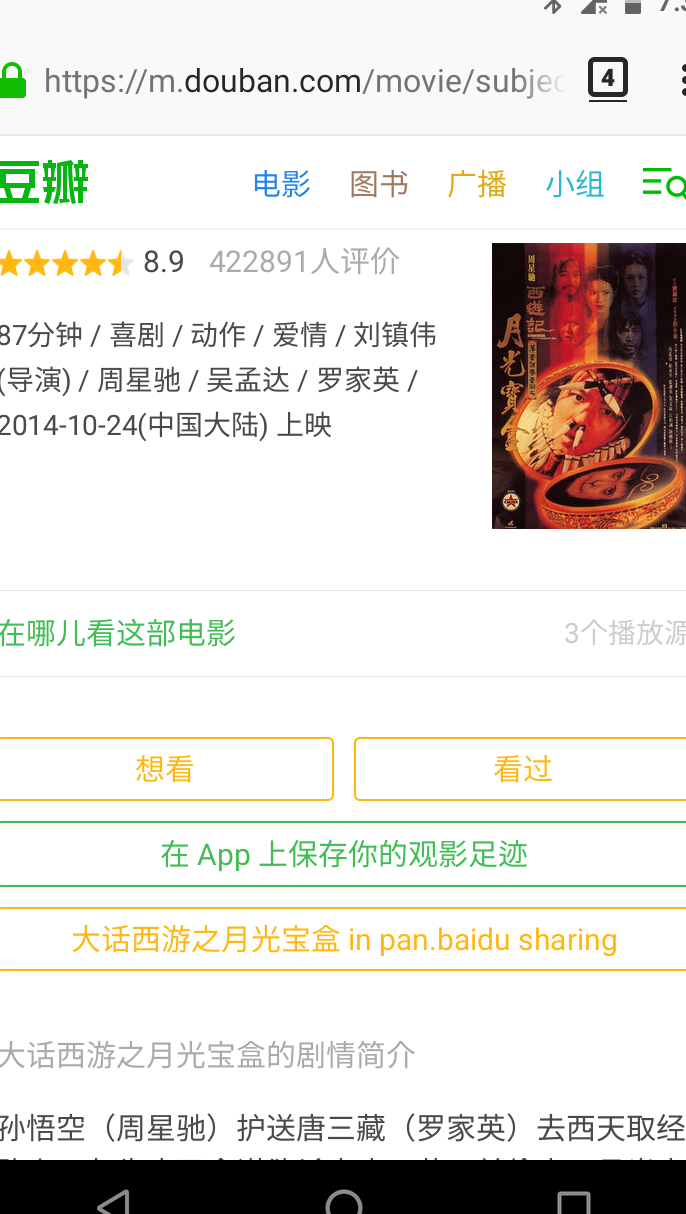 7:
https://m.douban.com/movie/subjec
4
豆瓣
电影 图书 广播 小组
8.9 422891人评价
87分钟 / 喜剧 / 动作 / 爱情 / 刘镇伟
(导演) / 周星驰 / 吴孟达 / 罗家英 /
2014-10-24(中国大陆) 上映
周星馳
西遊記
月光寶盒
在哪儿看这部电影
3个播放源
想看
看过
在 App 上保存你的观影足迹
大话西游之月光宝盒 in pan.baidu sharing
大话西游之月光宝盒的剧情简介
孙悟空（周星驰）护送唐三藏（罗家英）去西天取经